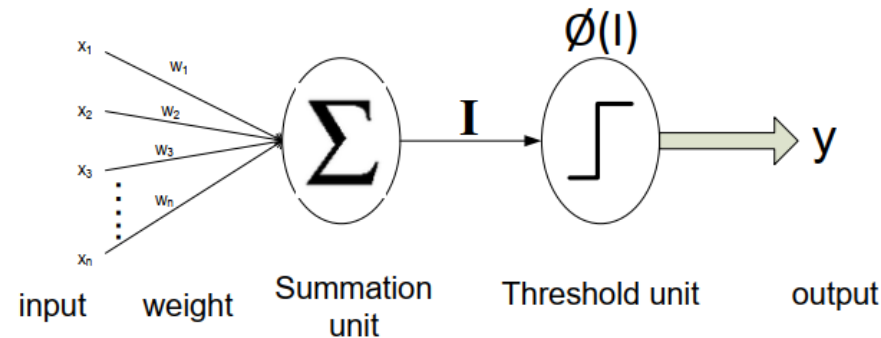 Ø(I)
x1
w1
x2
w2
I
Σ
y
x3
w3
wn
xn
input
weight
Summation
unit
Threshold unit
output